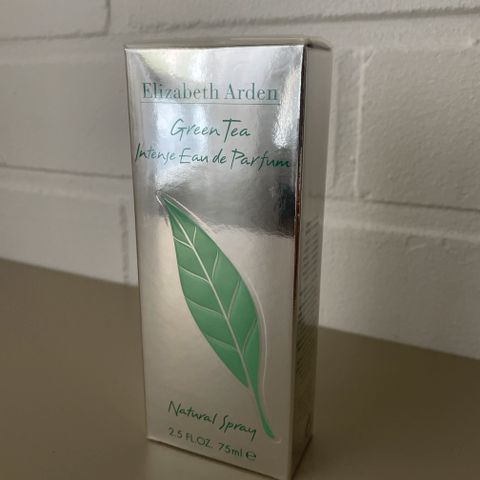 Elizabeth Arden
Green Tea
Intense Eau de Parfum
Natural Spray
2.5 FL.OZ. 75ml e